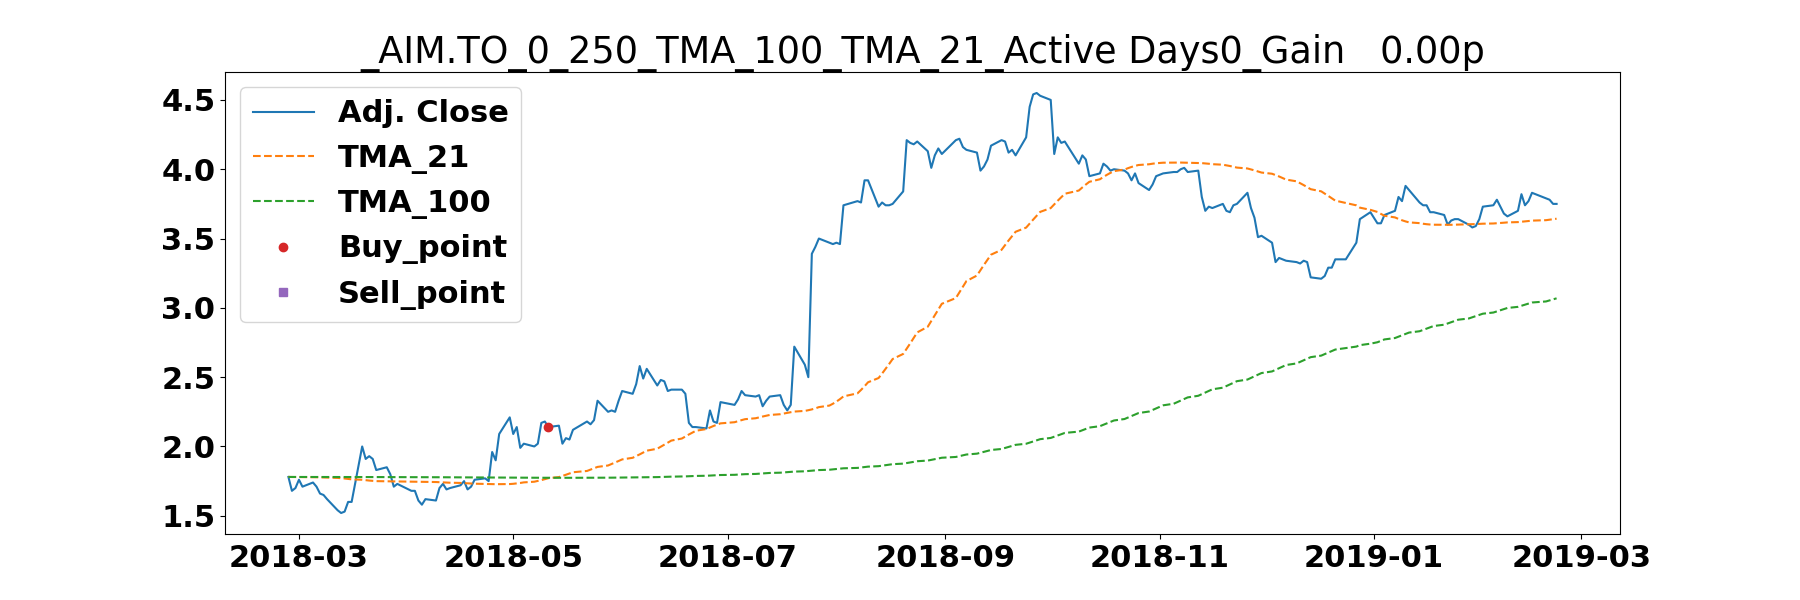 _AIM.TO_0_250_TMA_100_TMA_21_Active Days0_Gain   0.00p
4.5
4.0
3.5
3.0
2.5
2.0
1.5
Adj. Close
TMA_21
TMA_100
Buy_point
Sell_point
2018-03 2018-05 2018-07 2018-09 2018-11 2019-01 2019-03